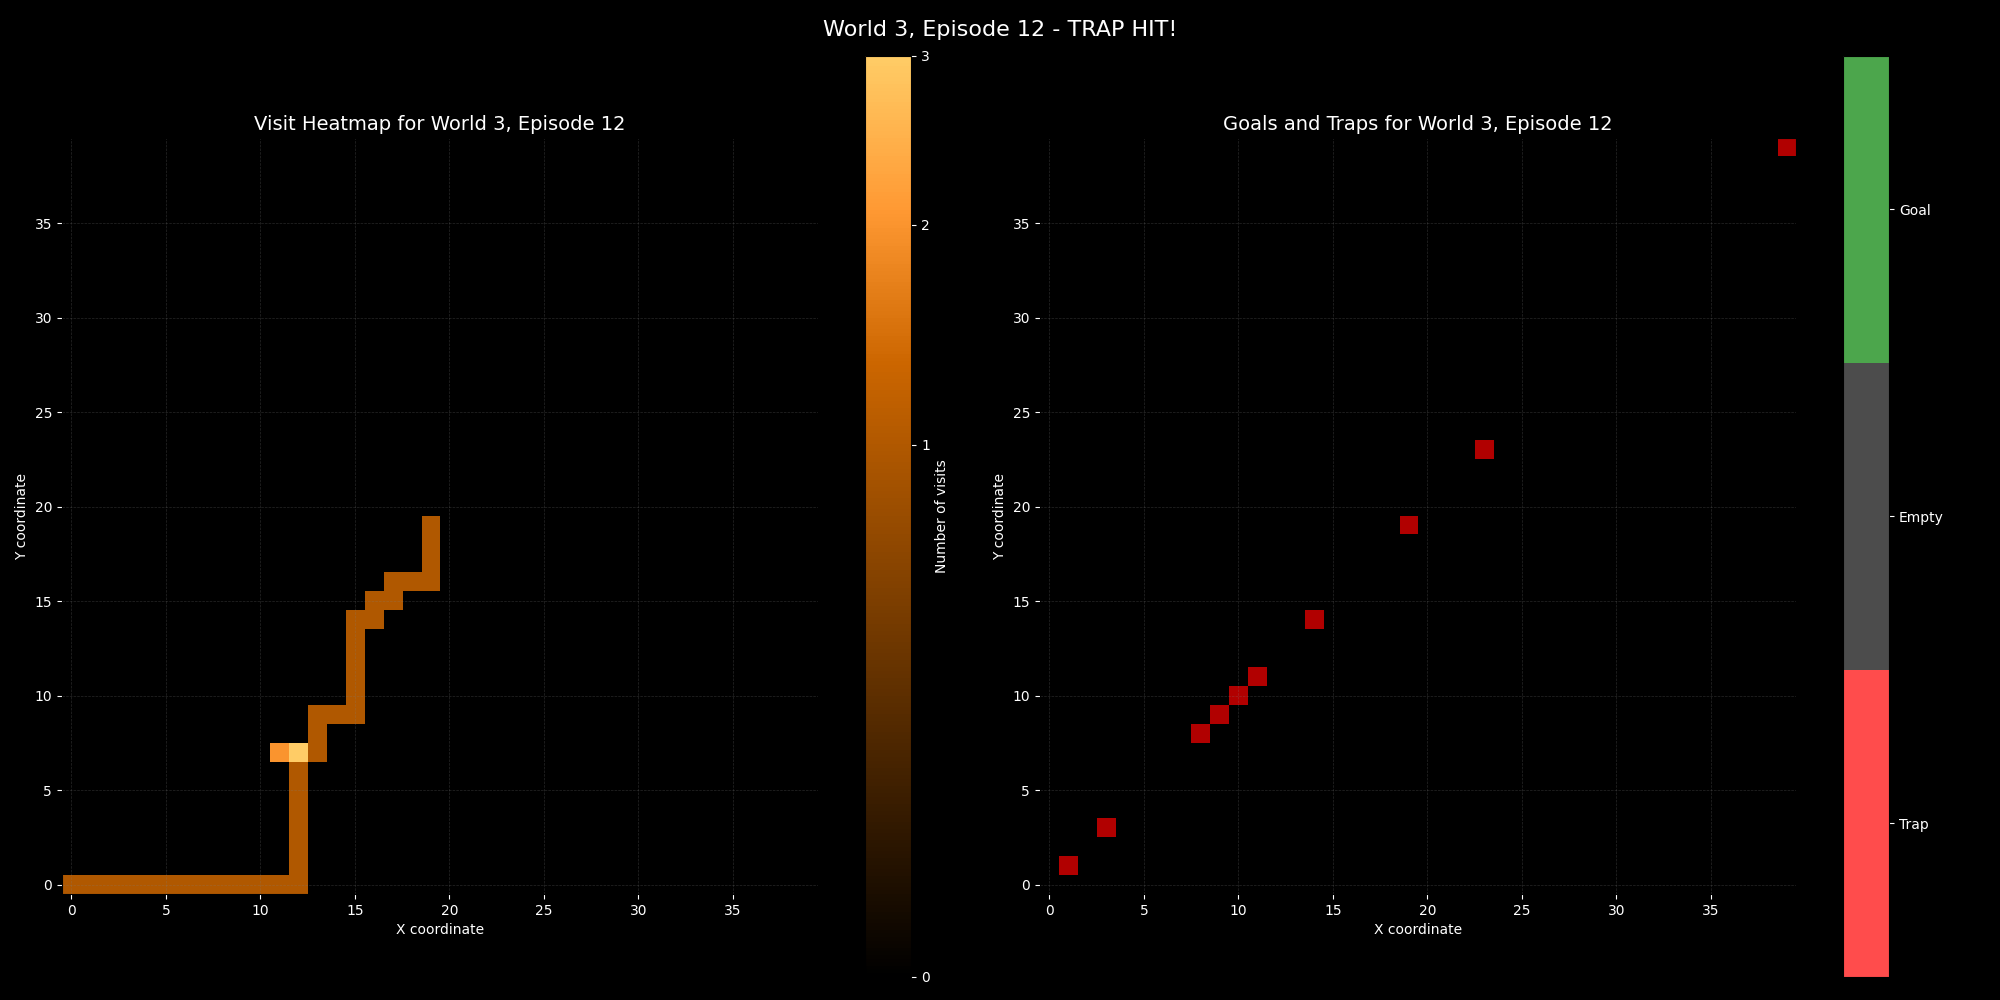 World 3, Episode 12 - TRAP HIT!
Visit Heatmap for World 3, Episode 12
35
30
25
20
15
10
5
0
Y coordinate
0 5 10 15 20 25 30 35
X coordinate
3
2
1
0
Number of visits
Goals and Traps for World 3, Episode 12
35
30
25
20
15
10
5
0
Y coordinate
0 5 10 15 20 25 30 35
X coordinate
Goal
Empty
Trap